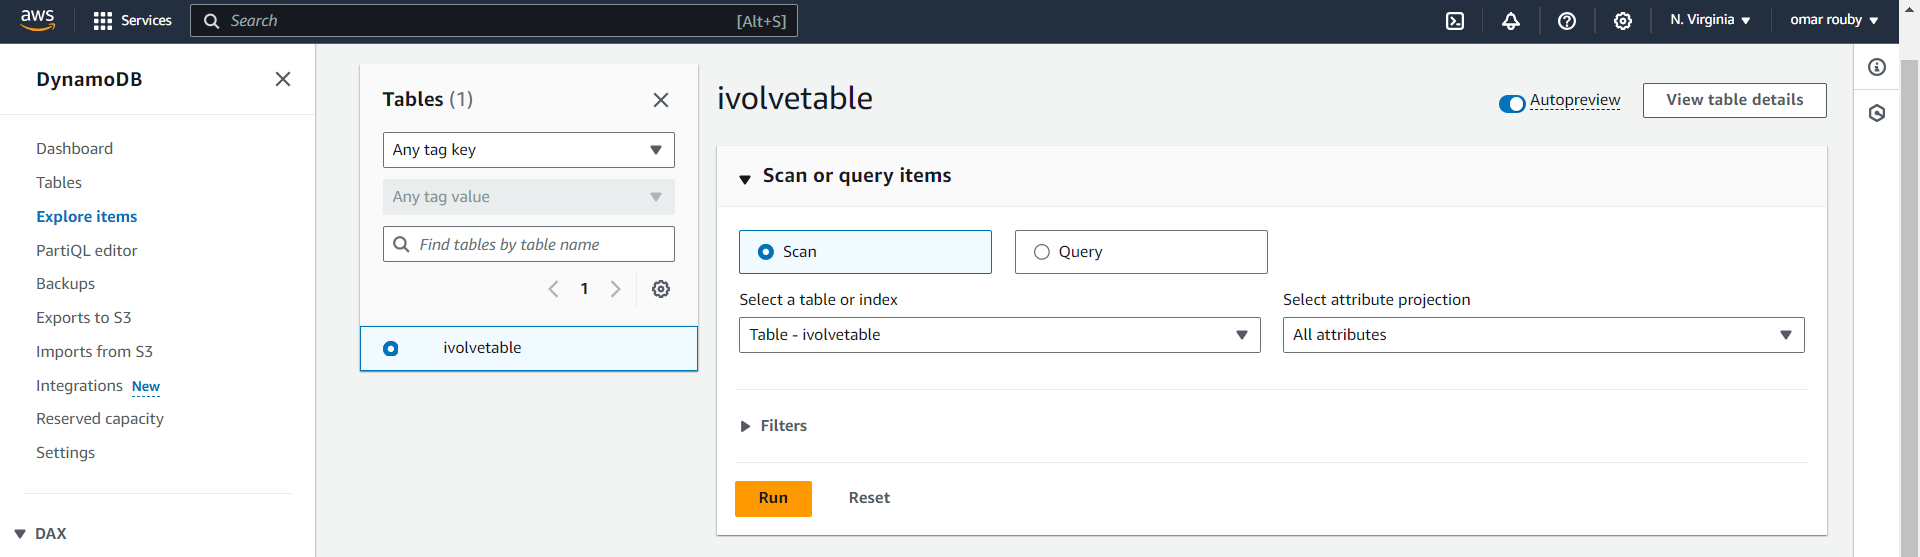 aws
Services
Search
[Alt+S]
N. Virginia
omar rouby
DynamoDB
Dashboard
Tables
Explore items
PartiQL editor
Backups
Exports to S3
Imports from S3
Integrations New
Reserved capacity
Settings
DAX
Tables (1)
Any tag key
Any tag value
Find tables by table name
1
ivolvetable
ivolvetable
Autopreview
View table details
Scan or query items
Scan
Query
Select a table or index
Table - ivolvetable
Select attribute projection
All attributes
Filters
Run
Reset